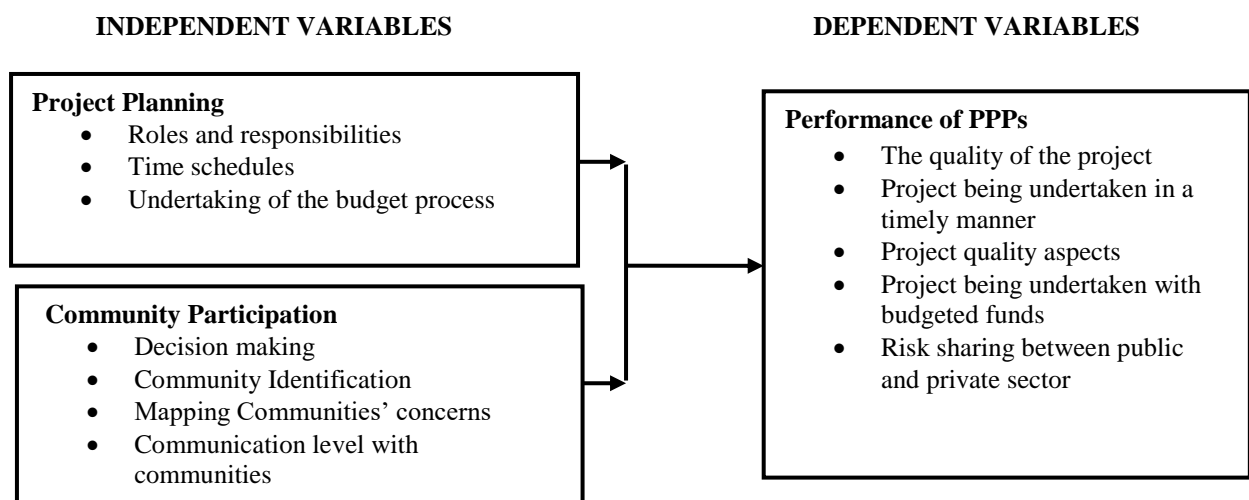 INDEPENDENT VARIABLES
DEPENDENT VARIABLES
Project Planning
• Roles and responsibilities
• Time schedules
• Undertaking of the budget process
Community Participation
• Decision making
• Community Identification
• Mapping Communities’ concerns
• Communication level with
communities
Performance of PPPs
• The quality of the project
• Project being undertaken in a
timely manner
• Project quality aspects
• Project being undertaken with
budgeted funds
• Risk sharing between public
and private sector